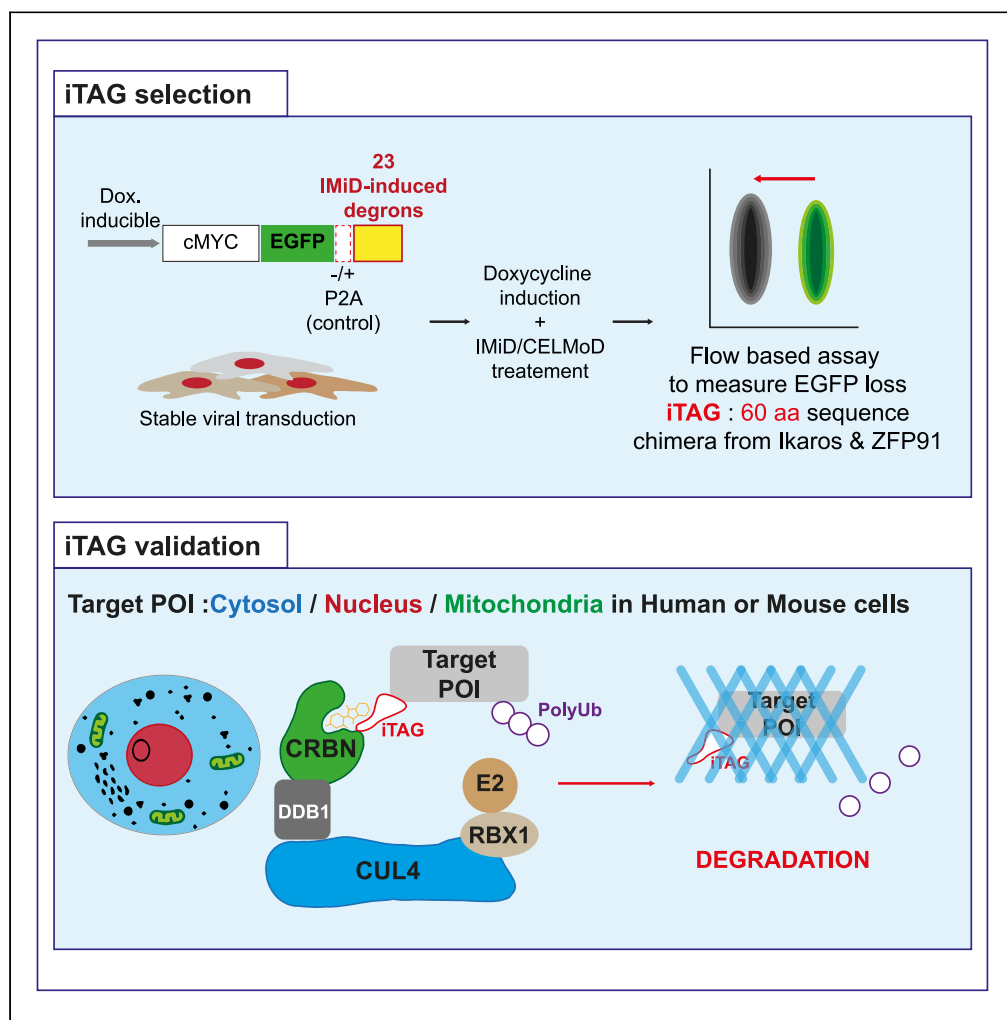 iTAG selection
23
IMiD-induced
degrons
Dox.
inducible
cMYC
EGFP
-/+
P2A
(control)
Stable viral transduction
Doxycycline
induction
+
IMiD/CELMoD
treatement
Flow based assay
to measure EGFP loss
iTAG : 60 aa sequence
chimera from Ikaros & ZFP91
iTAG validation
Target POI :Cytosol / Nucleus / Mitochondria in Human or Mouse cells
Target
POI
iTAG
PolyUb
CRBN
DDB1
E2
RBX1
CUL4
Target
POI
iTAG
DEGRADATION